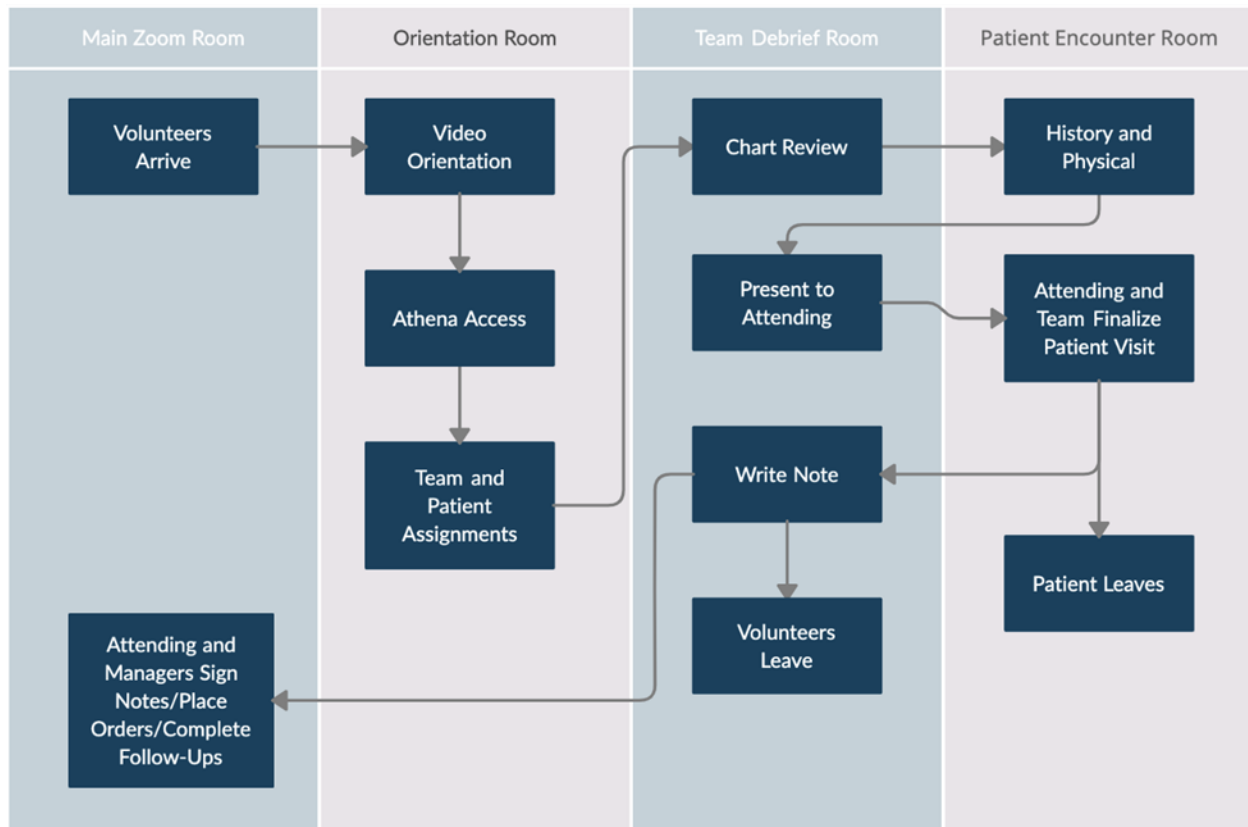 Main Zoom Room
Orientation Room
Team Debrief Room
Patient Encounter Room
Volunteers
Arrive
Video
Orientation
Chart Review
History and
Physical
Athena Access
Present to
Attending
Attending and
Team Finalize
Patient Visit
Team and
Patient
Assignments
Write Note
Patient Leaves
Attending and
Managers Sign
Notes/Place
Orders/Complete
Follow-Ups
Volunteers
Leave